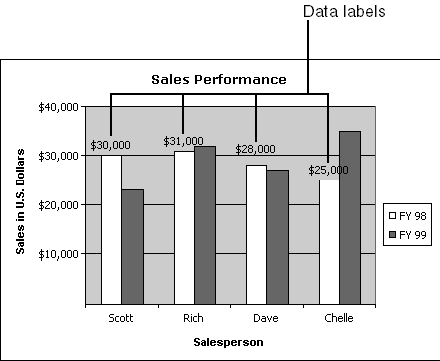 Data labels
Sales Performance
$40,000
$30,000
$20,000
$10,000
Sales in U.S. Dollars
$30,000
$31,000
$28,000
$25,000
FY 98
FY 99
Scott
Rich
Dave
Chelle
Salesperson